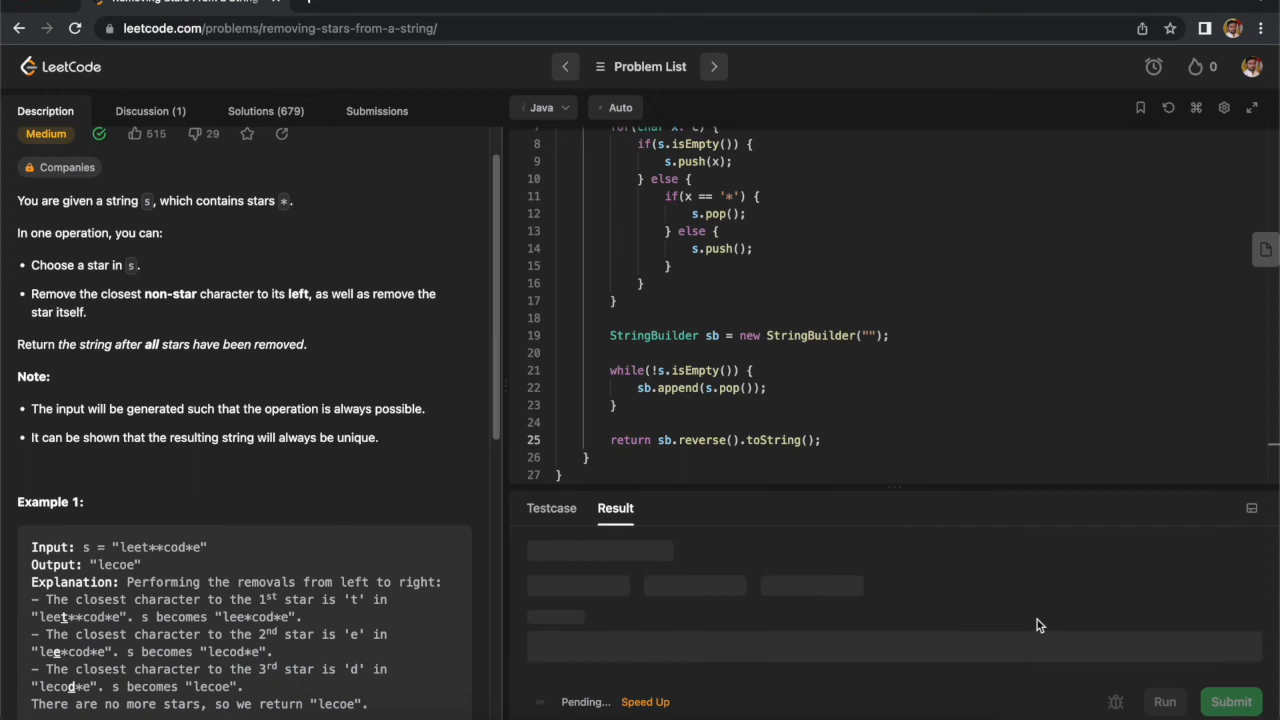 Removing Stars From a String
leetcode.com/problems/removing-stars-from-a-string/
LeetCode
Problem List
0
Description
Discussion (1)
Solutions (679)
Submissions
Java
Auto
Medium
515
29
Companies
You are given a string s, which contains stars *.
In one operation, you can:
• Choose a star in s.
• Remove the closest non-star character to its left, as well as remove the
star itself.
Return the string after all stars have been removed.
Note:
• The input will be generated such that the operation is always possible.
• It can be shown that the resulting string will always be unique.
Example 1:
Input: s = "leet**cod*e"
Output: "lecoe"
Explanation: Performing the removals from left to right:
- The closest character to the 1st star is 't' in
"leet**cod*e". s becomes "lee*cod*e".
- The closest character to the 2nd star is 'e' in
"lee*cod*e". s becomes "lecod*e".
- The closest character to the 3rd star is 'd' in
"lecod*e". s becomes "lecoe".
There are no more stars, so we return "lecoe".
7 for(char x: c) {
8 if(s.isEmpty()) {
9 s.push(x);
10 } else {
11 if(x == '*') {
12 s.pop();
13 } else {
14 s.push();
15 }
16 }
17 }
18
19 StringBuilder sb = new StringBuilder("");
20
21 while(!s.isEmpty()) {
22 sb.append(s.pop());
23 }
24
25 return sb.reverse().toString();
26 }
27 }
Testcase
Result
Pending...
Speed Up
Run
Submit